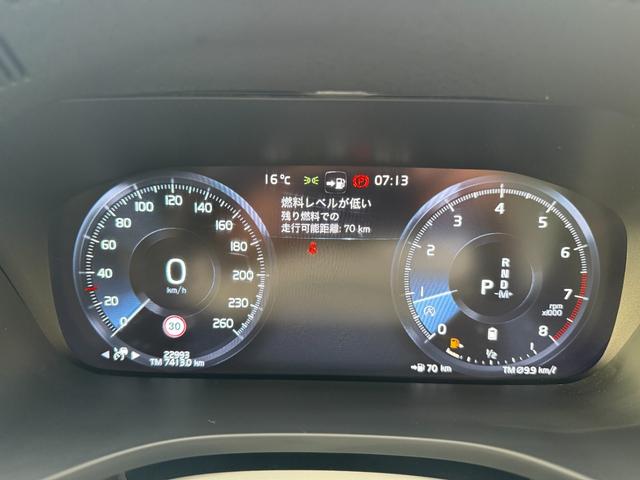 16℃ P 07:13
燃料レベルが低い
残り燃料での
走行可能距離: 70 km
0 20 40 60 80 100 120 140 160 180 200 220 260
0
km/h
30
22993
TM 7413.0 km
0 1 2 3 4 5 6 7 8
R
N
D
P -M+
rpm
x1000
A
1/2
70 km
TM ∅9.9 km/ℓ